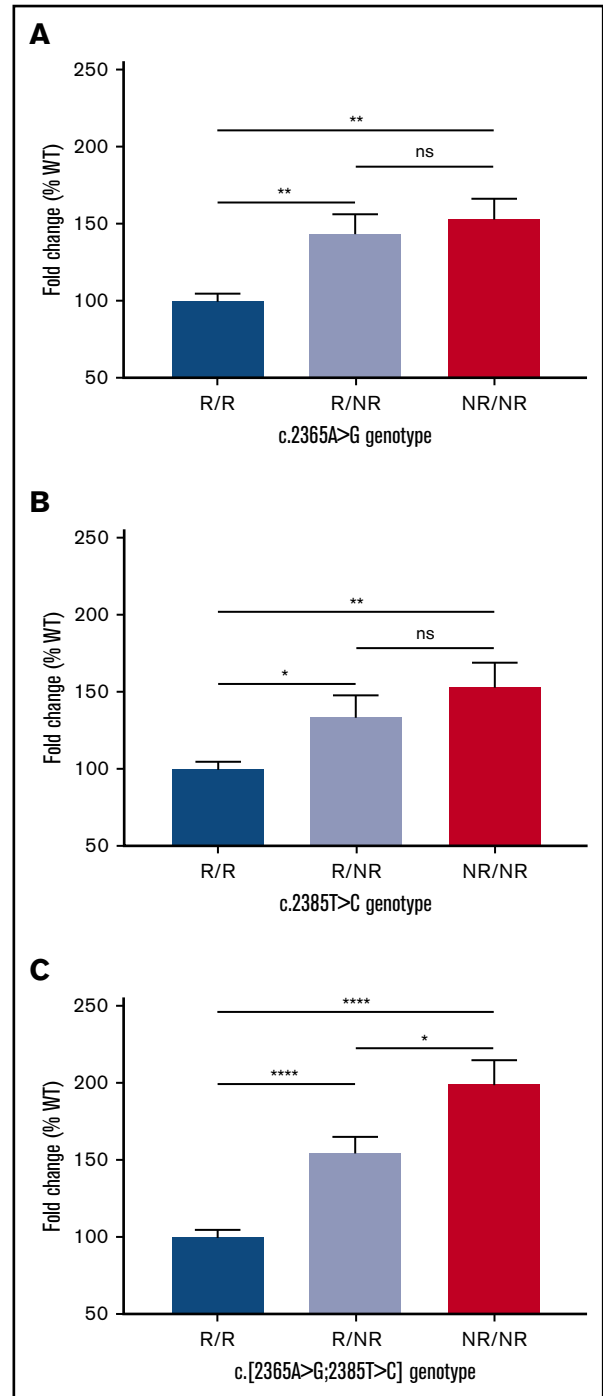 A
Fold change (% WT)
250
200
150
100
50
**
ns
**
R/R R/NR NR/NR
c.2365A>G genotype
B
Fold change (% WT)
250
200
150
100
50
**
ns
*
R/R R/NR NR/NR
c.2385T>C genotype
C
Fold change (% WT)
250
200
150
100
50
****
*
****
R/R R/NR NR/NR
c.[2365A>G;2385T>C] genotype